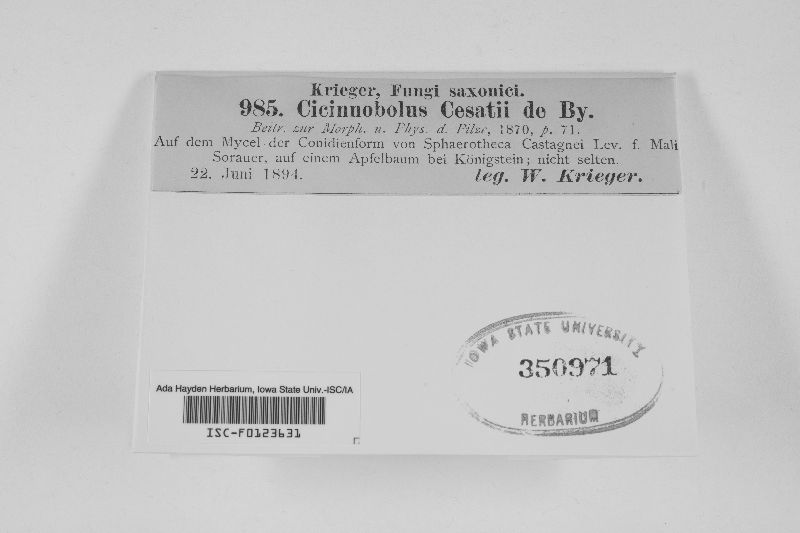 Krieger, Fungi saxonici.
985. Cicinnobolus Cesatii de By.
Beitr. zur Morph. u. Phys. d. Pilze, 1870, p. 71.
Auf dem Mycel der Conidienform von Sphaerotheca Castagnei Lev. f. Mali
Sorauer, auf einem Apfelbaum bei Königstein; nicht selten.
22. Juni 1894. leg. W. Krieger.
IOWA STATE UNIVERSITY
350971
HERBARIUM
Ada Hayden Herbarium, Iowa State Univ.-ISC/IA
ISC-F0123631